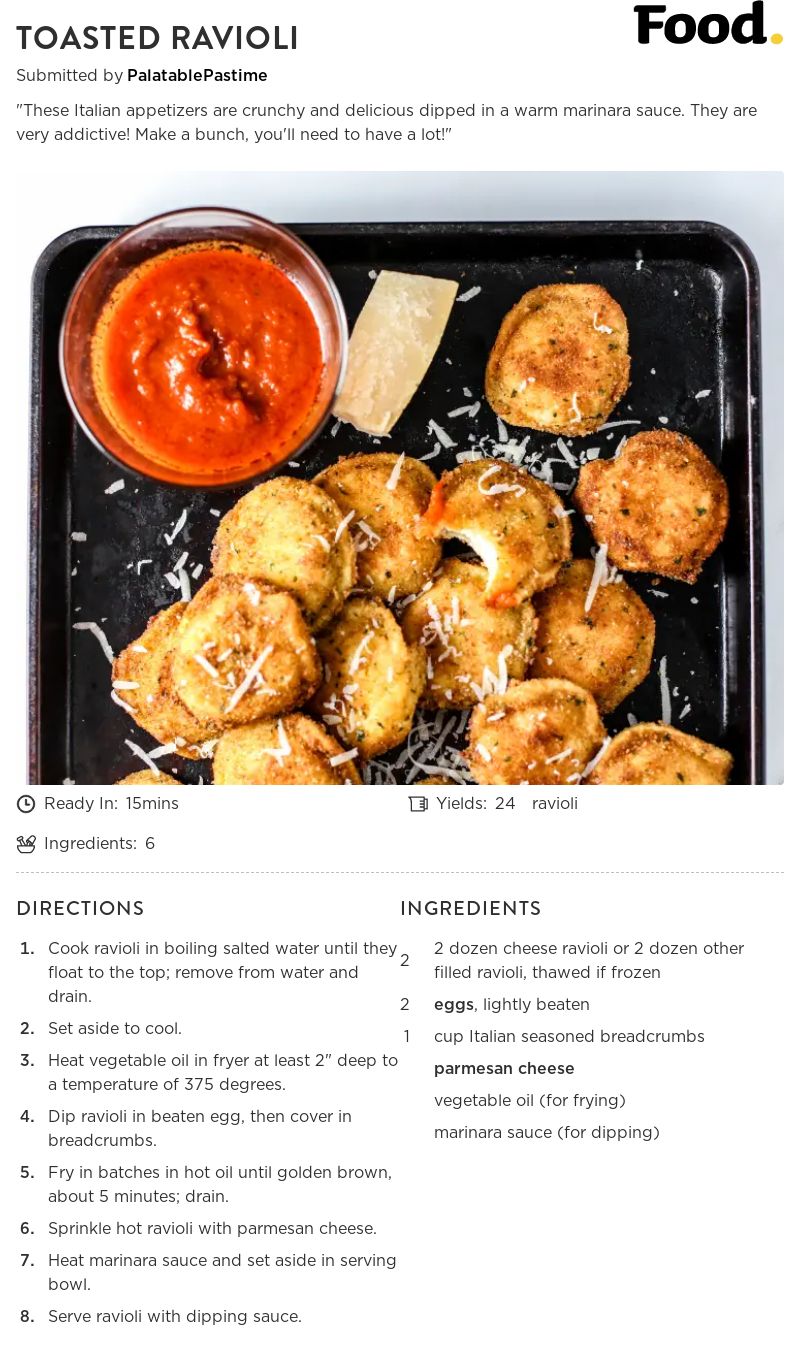 TOASTED RAVIOLI
Food.
Submitted by PalatablePastime
"These Italian appetizers are crunchy and delicious dipped in a warm marinara sauce. They are
very addictive! Make a bunch, you'll need to have a lot!"
Ready In: 15mins
Yields: 24 ravioli
Ingredients: 6
DIRECTIONS
1. Cook ravioli in boiling salted water until they
float to the top; remove from water and
drain.
2. Set aside to cool.
3. Heat vegetable oil in fryer at least 2" deep to
a temperature of 375 degrees.
4. Dip ravioli in beaten egg, then cover in
breadcrumbs.
5. Fry in batches in hot oil until golden brown,
about 5 minutes; drain.
6. Sprinkle hot ravioli with parmesan cheese.
7. Heat marinara sauce and set aside in serving
bowl.
8. Serve ravioli with dipping sauce.
INGREDIENTS
2 2 dozen cheese ravioli or 2 dozen other
filled ravioli, thawed if frozen
2 eggs, lightly beaten
1 cup Italian seasoned breadcrumbs
parmesan cheese
vegetable oil (for frying)
marinara sauce (for dipping)